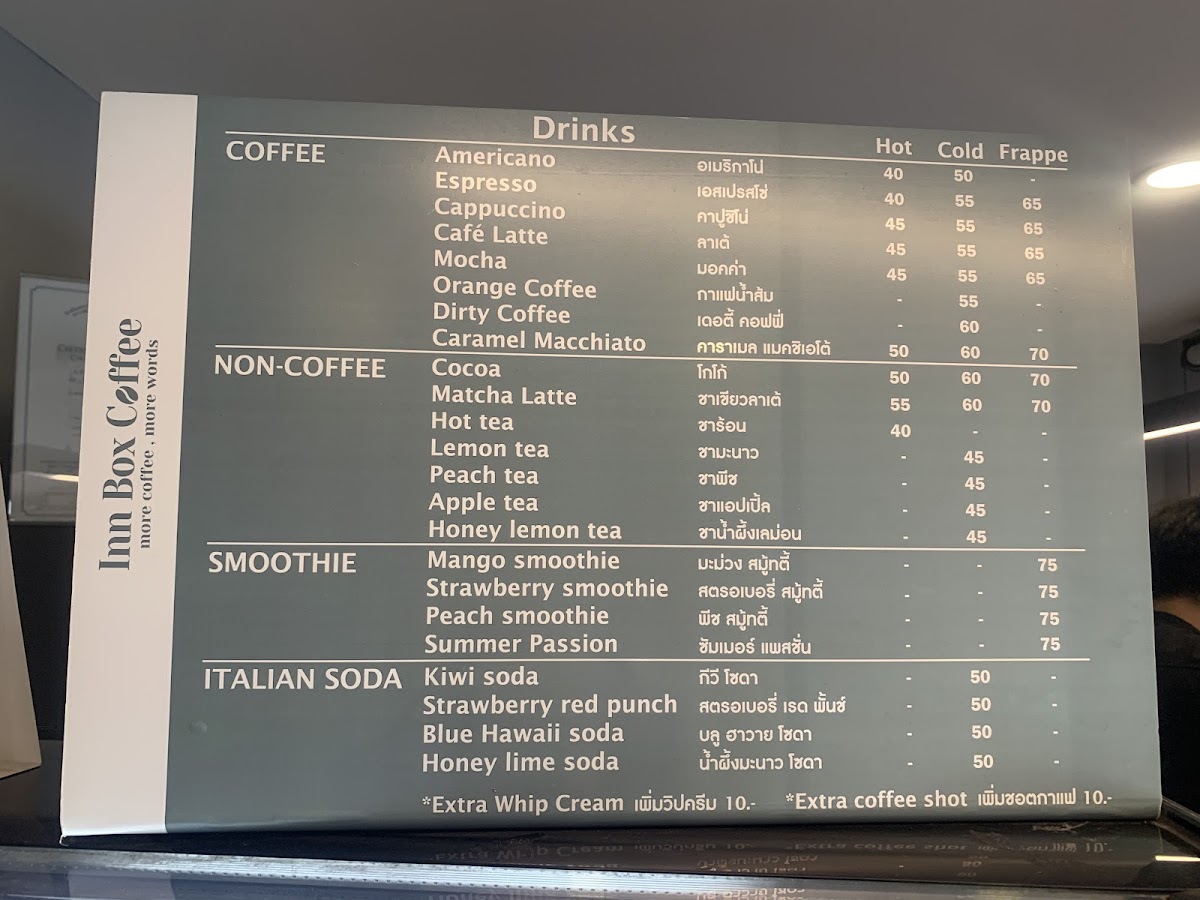 Inn Box Coffee
more coffee , more words
Drinks Hot Cold Frappe
COFFEE Americano อเมริกาโน่ 40 50 -
Espresso เอสเปรสโซ่ 40 55 65
Cappuccino คาปูชิโน่ 45 55 65
Café Latte ลาเต้ 45 55 65
Mocha มอคค่า 45 55 65
Orange Coffee กาแฟน้ำส้ม - 55 -
Dirty Coffee เดอตี้ คอฟฟี่ - 60 -
Caramel Macchiato คาราเมล แมคชิเอโต้ 50 60 70
NON-COFFEE Cocoa โกโก้ 50 60 70
Matcha Latte ชาเขียวลาเต้ 55 60 70
Hot tea ชาร้อน 40 - -
Lemon tea ชามะนาว - 45 -
Peach tea ชาพีช - 45 -
Apple tea ชาแอปเปิ้ล - 45 -
Honey lemon tea ชาน้ำผึ้งเลม่อน - 45 -
SMOOTHIE Mango smoothie มะม่วง สมู้ทตี้ - - 75
Strawberry smoothie สตรอเบอรี่ สมู้ทตี้ - - 75
Peach smoothie พีช สมู้ทตี้ - - 75
Summer Passion ซัมเมอร์ แพสชั่น - - 75
ITALIAN SODA Kiwi soda กีวี โซดา - 50 -
Strawberry red punch สตรอเบอรี่ เรด พั้นซ์ - 50 -
Blue Hawaii soda บลู ฮาวาย โซดา - 50 -
Honey lime soda น้ำผึ้งมะนาว โซดา - 50 -
*Extra Whip Cream เพิ่มวิปครีม 10.- *Extra coffee shot เพิ่มชอตกาแฟ 10.-